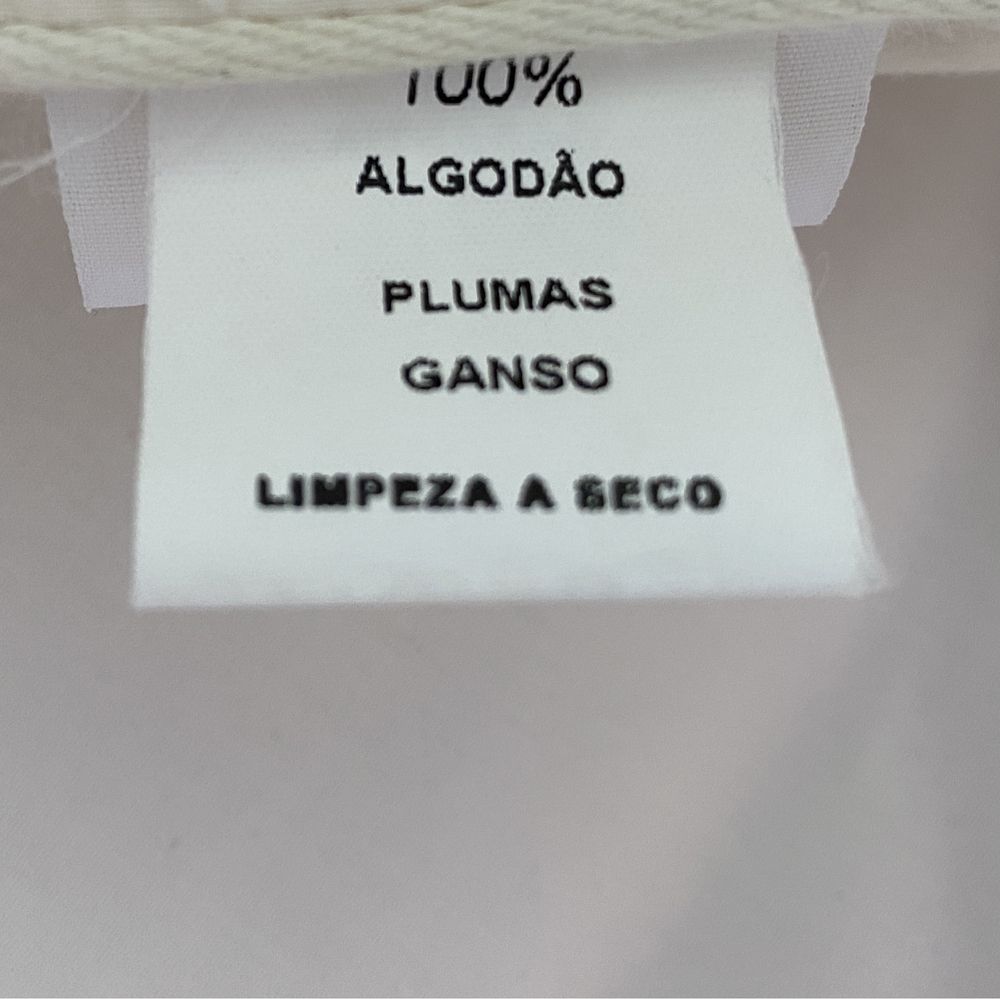 100%
ALGODÃO
PLUMAS
GANSO
LIMPEZA A SECO